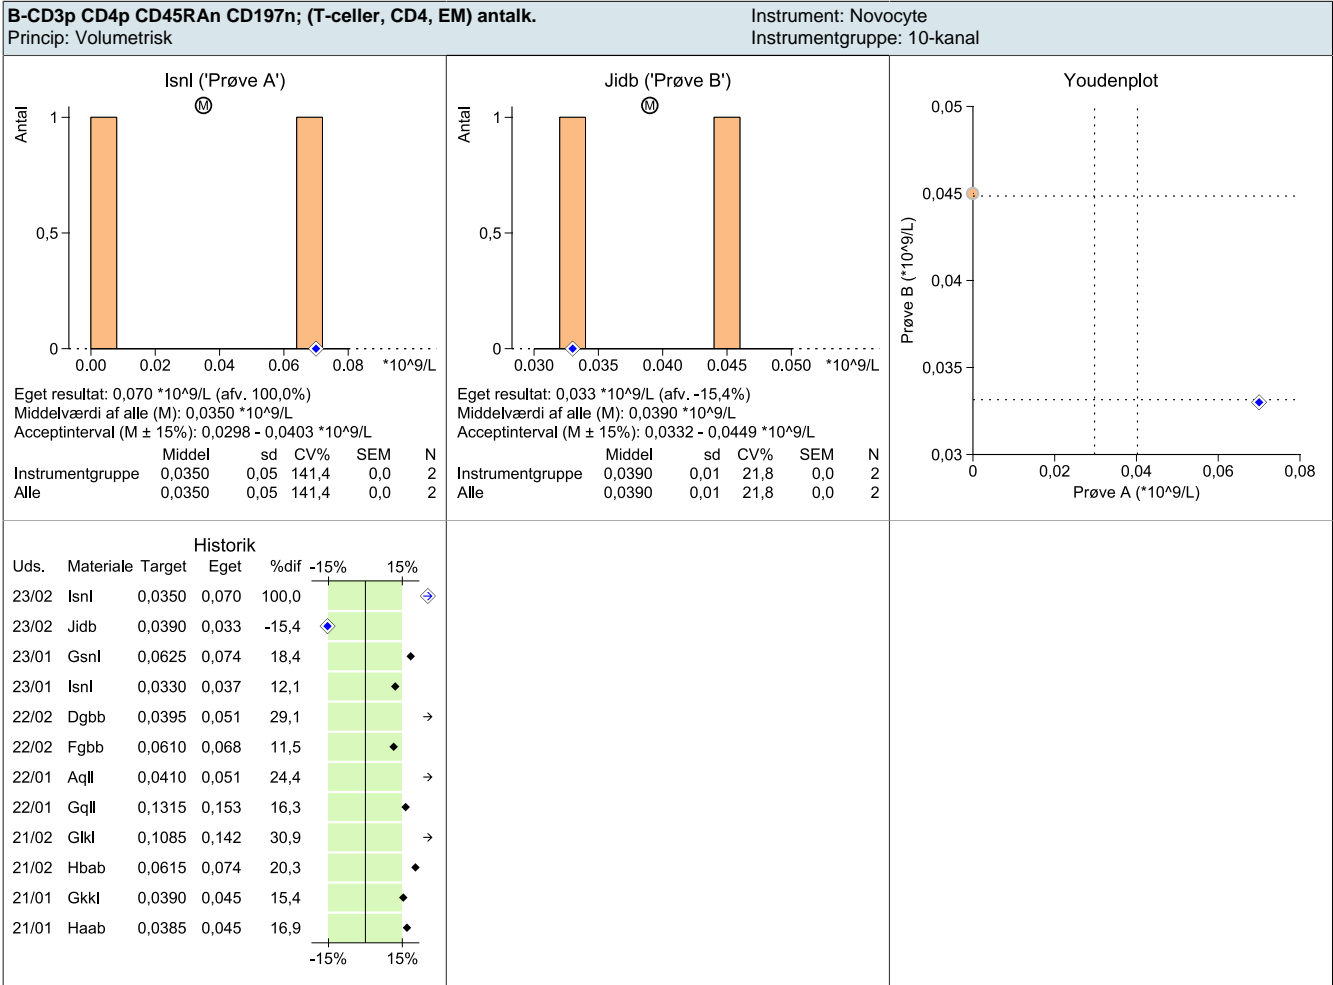 B-CD3p CD4p CD45RAn CD197n; (T-celler, CD4, EM) antalk.
Princip: Volumetrisk
Instrument: Novocyte
Instrumentgruppe: 10-kanal
Isnl ('Prøve A')
M
Antal
1
0,5
0
0.00 0.02 0.04 0.06 0.08 *10^9/L
Eget resultat: 0,070 *10^9/L (afv. 100,0%)
Middelværdi af alle (M): 0,0350 *10^9/L
Acceptinterval (M ± 15%): 0,0298 - 0,0403 *10^9/L
Middel sd CV% SEM N
Instrumentgruppe 0,0350 0,05 141,4 0,0 2
Alle 0,0350 0,05 141,4 0,0 2
Jidb ('Prøve B')
M
Antal
1
0,5
0
0.030 0.035 0.040 0.045 0.050 *10^9/L
Eget resultat: 0,033 *10^9/L (afv. -15,4%)
Middelværdi af alle (M): 0,0390 *10^9/L
Acceptinterval (M ± 15%): 0,0332 - 0,0449 *10^9/L
Middel sd CV% SEM N
Instrumentgruppe 0,0390 0,01 21,8 0,0 2
Alle 0,0390 0,01 21,8 0,0 2
Youdenplot
Prøve B (*10^9/L)
0,05
0,045
0,04
0,035
0,03
0 0,02 0,04 0,06 0,08
Prøve A (*10^9/L)
Historik
Uds. Materiale Target Eget %dif -15% 15%
23/02 Isnl 0,0350 0,070 100,0
23/02 Jidb 0,0390 0,033 -15,4
23/01 Gsnl 0,0625 0,074 18,4
23/01 Isnl 0,0330 0,037 12,1
22/02 Dgbb 0,0395 0,051 29,1
22/02 Fgbb 0,0610 0,068 11,5
22/01 Aqll 0,0410 0,051 24,4
22/01 Gqll 0,1315 0,153 16,3
21/02 Glkl 0,1085 0,142 30,9
21/02 Hbab 0,0615 0,074 20,3
21/01 Gkkl 0,0390 0,045 15,4
21/01 Haab 0,0385 0,045 16,9
-15% 15%